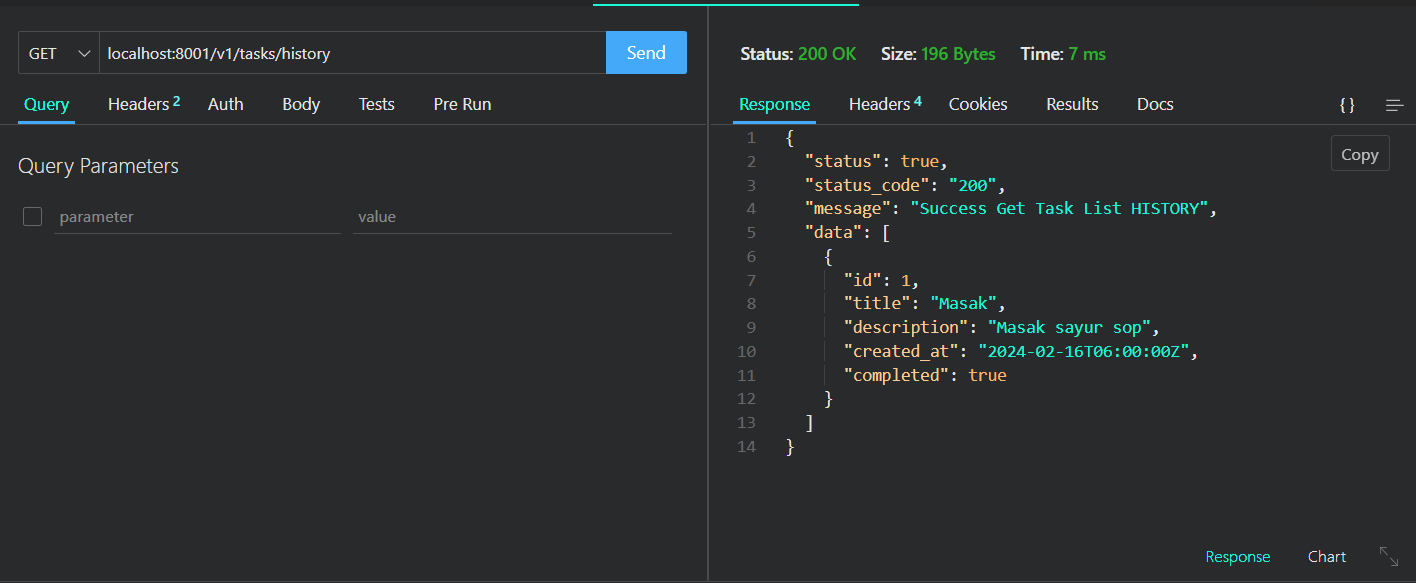 GET localhost:8001/v1/tasks/history Send
Query Headers 2 Auth Body Tests Pre Run
Query Parameters
parameter value
Status: 200 OK Size: 196 Bytes Time: 7 ms
Response Headers 4 Cookies Results Docs { }
Copy
1 {
2 "status": true,
3 "status_code": "200",
4 "message": "Success Get Task List HISTORY",
5 "data": [
6 {
7 "id": 1,
8 "title": "Masak",
9 "description": "Masak sayur sop",
10 "created_at": "2024-02-16T06:00:00Z",
11 "completed": true
12 }
13 ]
14 }
Response Chart